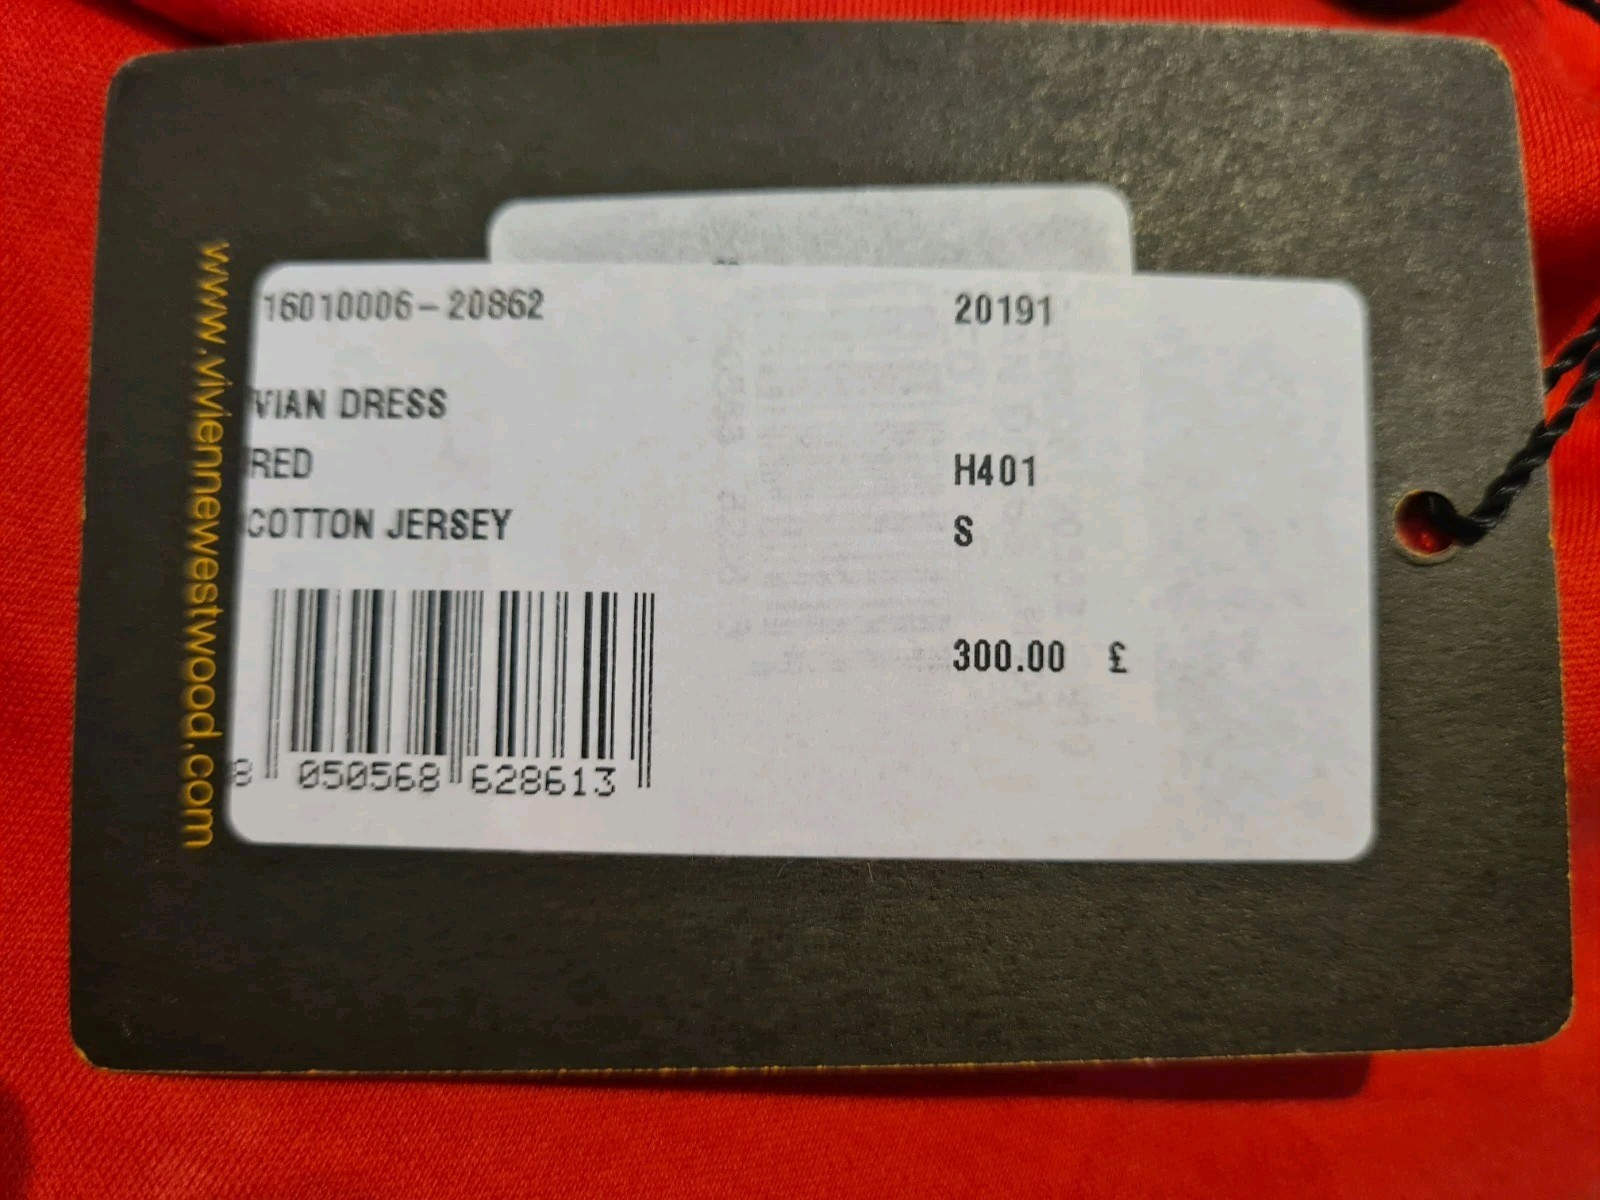 www.viviennewestwood.com
16010006-20862 20191
VIAN DRESS
RED H401
COTTON JERSEY S
300.00 £
8 050568 628613